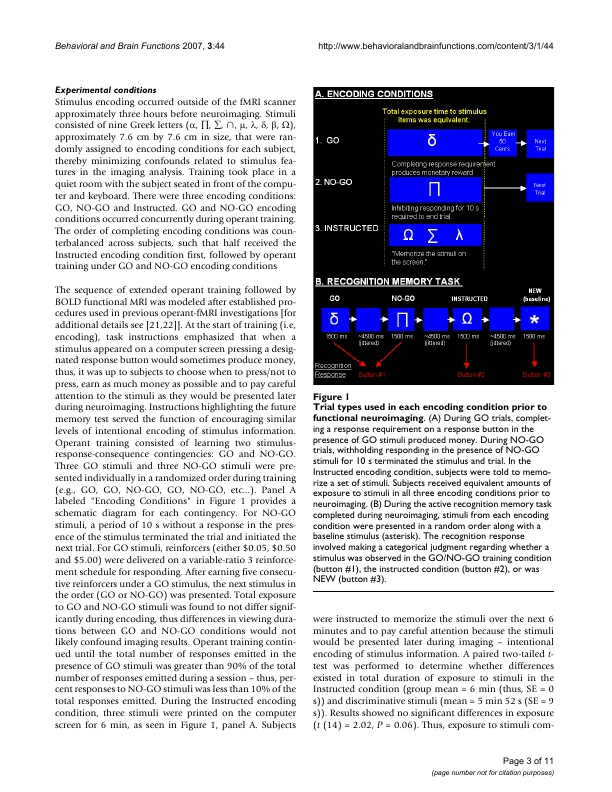 Behavioral and Brain Functions 2007, 3:44
http://www.behavioralandbrainfunctions.com/content/3/1/44
Experimental conditions
Stimulus encoding occurred outside of the fMRI scanner
approximately three hours before neuroimaging. Stimuli
consisted of nine Greek letters (α, ∏, ∑, ∩, μ, λ, δ, β, Ω),
approximately 7.6 cm by 7.6 cm in size, that were ran-
domly assigned to encoding conditions for each subject,
thereby minimizing confounds related to stimulus fea-
tures in the imaging analysis. Training took place in a
quiet room with the subject seated in front of the compu-
ter and keyboard. There were three encoding conditions:
GO, NO-GO and Instructed. GO and NO-GO encoding
conditions occurred concurrently during operant training.
The order of completing encoding conditions was coun-
terbalanced across subjects, such that half received the
Instructed encoding condition first, followed by operant
training under GO and NO-GO encoding conditions
The sequence of extended operant training followed by
BOLD functional MRI was modeled after established pro-
cedures used in previous operant-fMRI investigations [for
additional details see [21,22]]. At the start of training (i.e,
encoding), task instructions emphasized that when a
stimulus appeared on a computer screen pressing a desig-
nated response button would sometimes produce money,
thus, it was up to subjects to choose when to press/not to
press, earn as much money as possible and to pay careful
attention to the stimuli as they would be presented later
during neuroimaging. Instructions highlighting the future
memory test served the function of encouraging similar
levels of intentional encoding of stimulus information.
Operant training consisted of learning two stimulus-
response-consequence contingencies: GO and NO-GO.
Three GO stimuli and three NO-GO stimuli were pre-
sented individually in a randomized order during training
(e.g., GO, GO, NO-GO, GO, NO-GO, etc...). Panel A
labeled "Encoding Conditions" in Figure 1 provides a
schematic diagram for each contingency. For NO-GO
stimuli, a period of 10 s without a response in the pres-
ence of the stimulus terminated the trial and initiated the
next trial. For GO stimuli, reinforcers (either $0.05, $0.50
and $5.00) were delivered on a variable-ratio 3 reinforce-
ment schedule for responding. After earning five consecu-
tive reinforcers under a GO stimulus, the next stimulus in
the order (GO or NO-GO) was presented. Total exposure
to GO and NO-GO stimuli was found to not differ signif-
icantly during encoding, thus differences in viewing dura-
tions between GO and NO-GO conditions would not
likely confound imaging results. Operant training contin-
ued until the total number of responses emitted in the
presence of GO stimuli was greater than 90% of the total
number of responses emitted during a session – thus, per-
cent responses to NO-GO stimuli was less than 10% of the
total responses emitted. During the Instructed encoding
condition, three stimuli were printed on the computer
screen for 6 min, as seen in Figure 1, panel A. Subjects
A. ENCODING CONDITIONS
Total exposure time to stimulus
items was equivalent.
1. GO
δ
You Earn
50
Cents
Next
Trial
Completing response requirement
produces monetary reward
2. NO-GO
∏
Next
Trial
Inhibiting responding for 10 s
required to end trial.
3. INSTRUCTED
Ω ∑ λ
"Memorize the stimuli on
the screen."
B. RECOGNITION MEMORY TASK
GO NO-GO INSTRUCTED NEW
(baseline)
δ ∏ Ω *
1500 ms ~4500 ms 1500 ms ~4500 ms 1500 ms ~4500 ms 1500 ms
(jittered) (jittered) (jittered)
Recognition
Response Button #1 Button #2 Button #3
Figure 1
Trial types used in each encoding condition prior to
functional neuroimaging. (A) During GO trials, complet-
ing a response requirement on a response button in the
presence of GO stimuli produced money. During NO-GO
trials, withholding responding in the presence of NO-GO
stimuli for 10 s terminated the stimulus and trial. In the
Instructed encoding condition, subjects were told to memo-
rize a set of stimuli. Subjects received equivalent amounts of
exposure to stimuli in all three encoding conditions prior to
neuroimaging. (B) During the active recognition memory task
completed during neuroimaging, stimuli from each encoding
condition were presented in a random order along with a
baseline stimulus (asterisk). The recognition response
involved making a categorical judgment regarding whether a
stimulus was observed in the GO/NO-GO training condition
(button #1), the instructed condition (button #2), or was
NEW (button #3).
were instructed to memorize the stimuli over the next 6
minutes and to pay careful attention because the stimuli
would be presented later during imaging – intentional
encoding of stimulus information. A paired two-tailed t-
test was performed to determine whether differences
existed in total duration of exposure to stimuli in the
Instructed condition (group mean = 6 min (thus, SE = 0
s)) and discriminative stimuli (mean = 5 min 52 s (SE = 9
s)). Results showed no significant differences in exposure
(t (14) = 2.02, P = 0.06). Thus, exposure to stimuli com-
Page 3 of 11
(page number not for citation purposes)